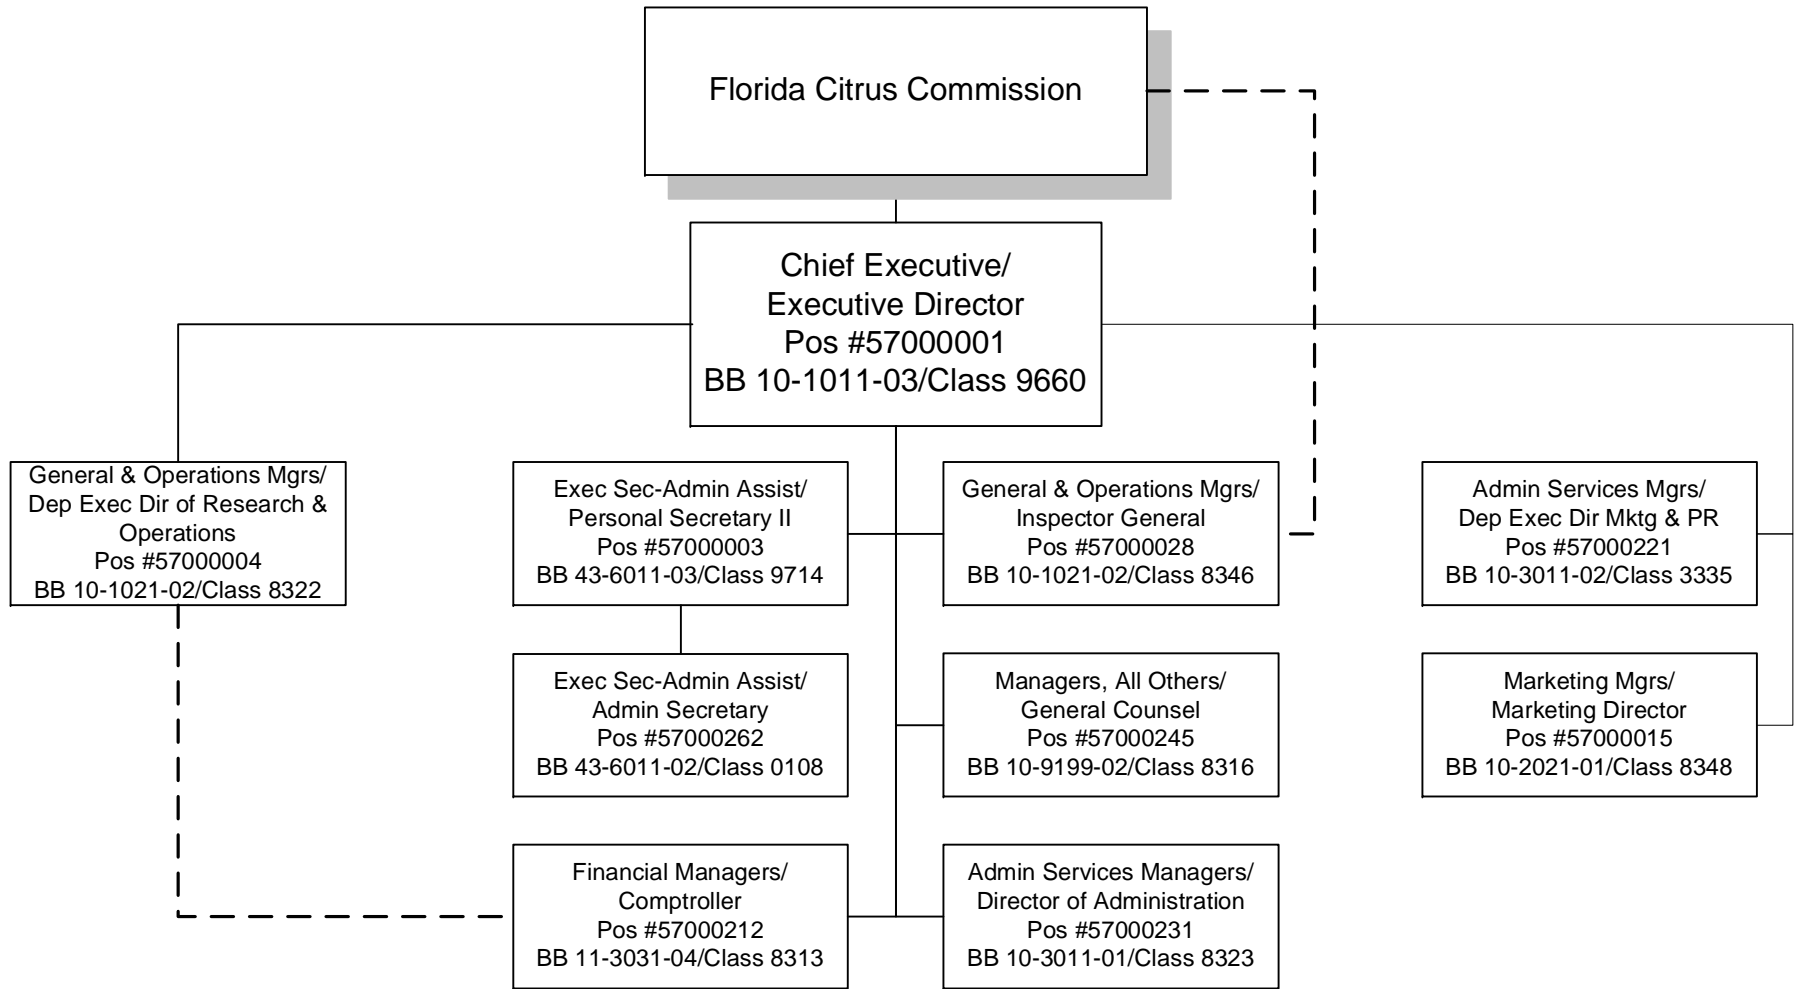 Florida Citrus Commission
Chief Executive/
Executive Director
Pos #57000001
BB 10-1011-03/Class 9660
General & Operations Mgrs/
Dep Exec Dir of Research &
Operations
Pos #57000004
BB 10-1021-02/Class 8322
Exec Sec-Admin Assist/
Personal Secretary II
Pos #57000003
BB 43-6011-03/Class 9714
General & Operations Mgrs/
Inspector General
Pos #57000028
BB 10-1021-02/Class 8346
Admin Services Mgrs/
Dep Exec Dir Mktg & PR
Pos #57000221
BB 10-3011-02/Class 3335
Exec Sec-Admin Assist/
Admin Secretary
Pos #57000262
BB 43-6011-02/Class 0108
Managers, All Others/
General Counsel
Pos #57000245
BB 10-9199-02/Class 8316
Marketing Mgrs/
Marketing Director
Pos #57000015
BB 10-2021-01/Class 8348
Financial Managers/
Comptroller
Pos #57000212
BB 11-3031-04/Class 8313
Admin Services Managers/
Director of Administration
Pos #57000231
BB 10-3011-01/Class 8323